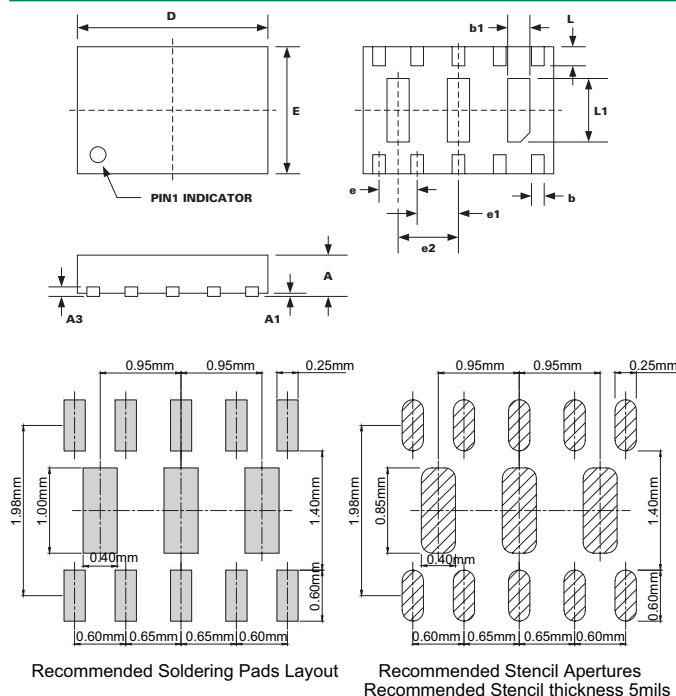 D
b1
L
E
L1
PIN1 INDICATOR
e
e1
b
e2
A
A3
A1
0.95mm
0.95mm
0.25mm
1.98mm
1.00mm
0.40mm
1.40mm
0.60mm
0.60mm
0.65mm
0.65mm
0.60mm
Recommended Soldering Pads Layout
0.95mm
0.95mm
0.25mm
1.98mm
0.85mm
0.40mm
1.40mm
0.60mm
0.60mm
0.65mm
0.65mm
0.60mm
Recommended Stencil Apertures
Recommended Stencil thickness 5mils